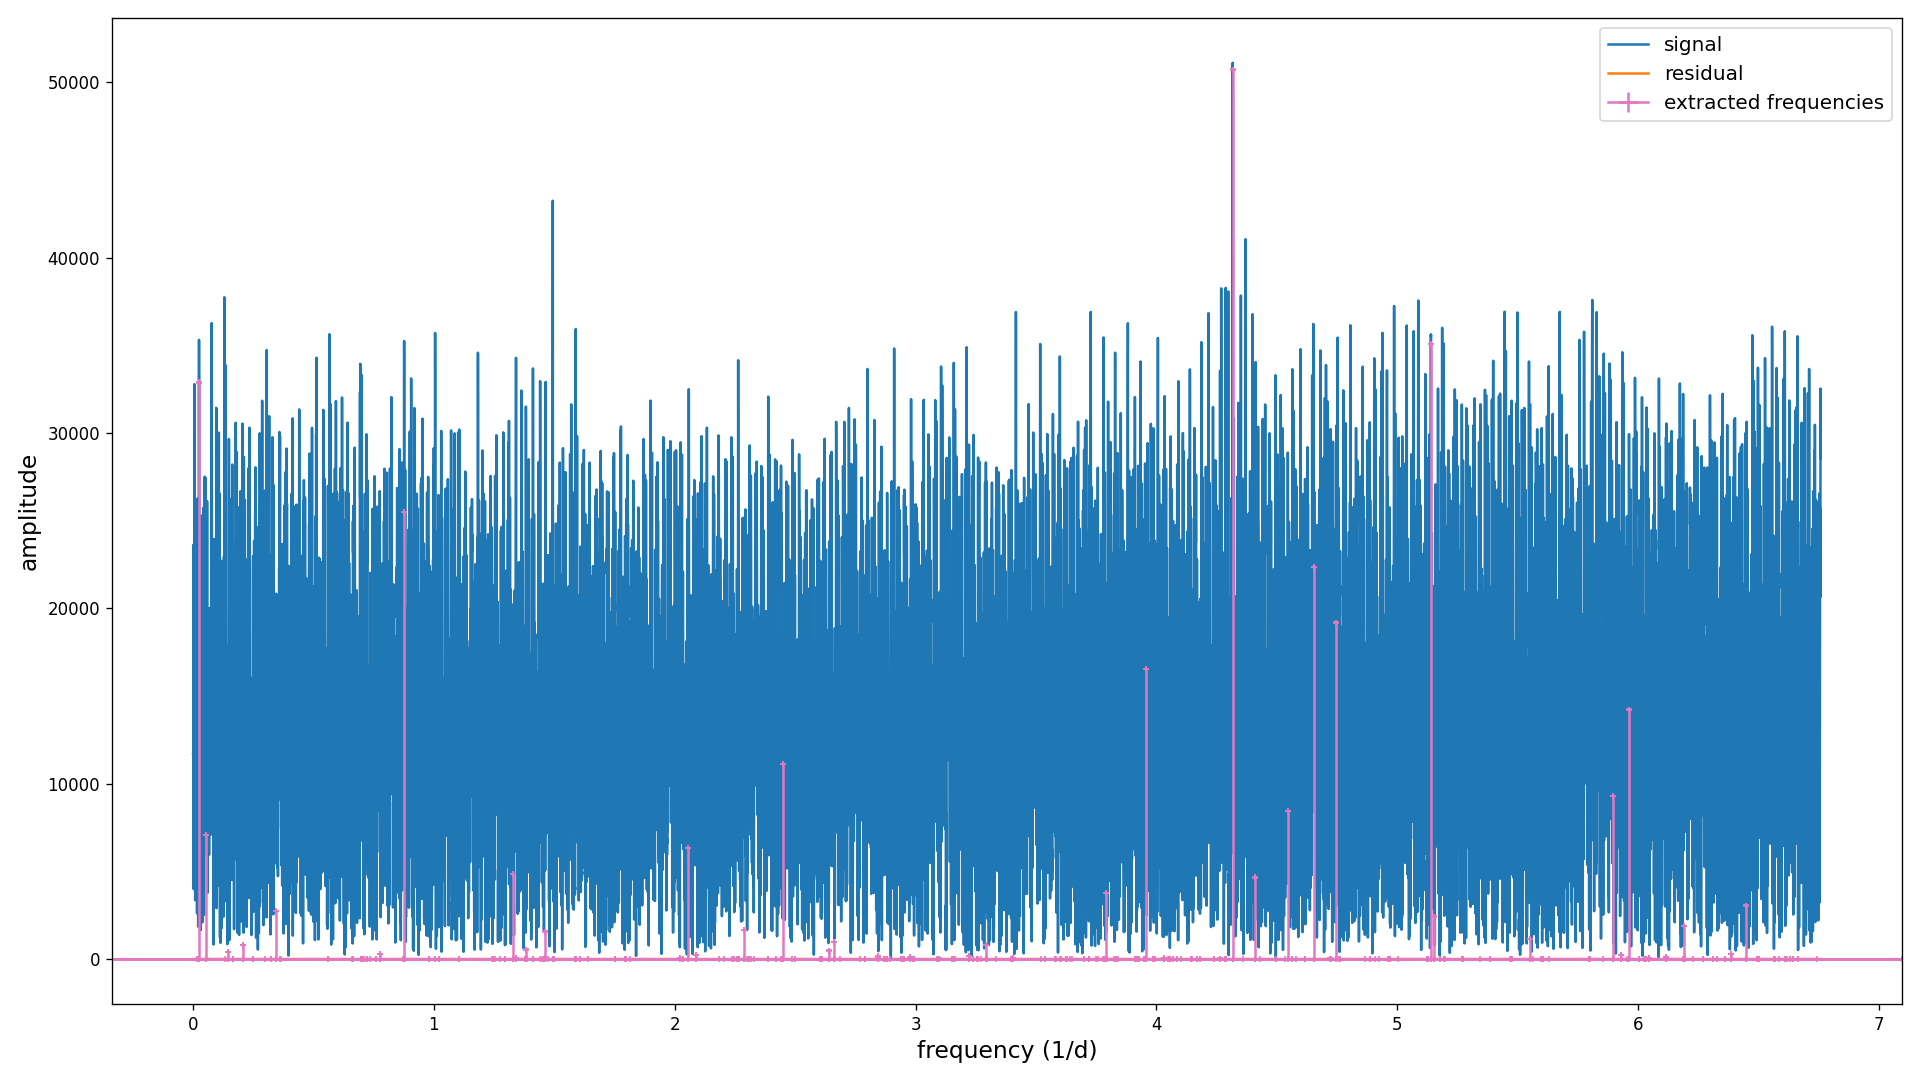 signal
residual
extracted frequencies
amplitude
50000
40000
30000
20000
10000
0
0 1 2 3 4 5 6 7
frequency (1/d)